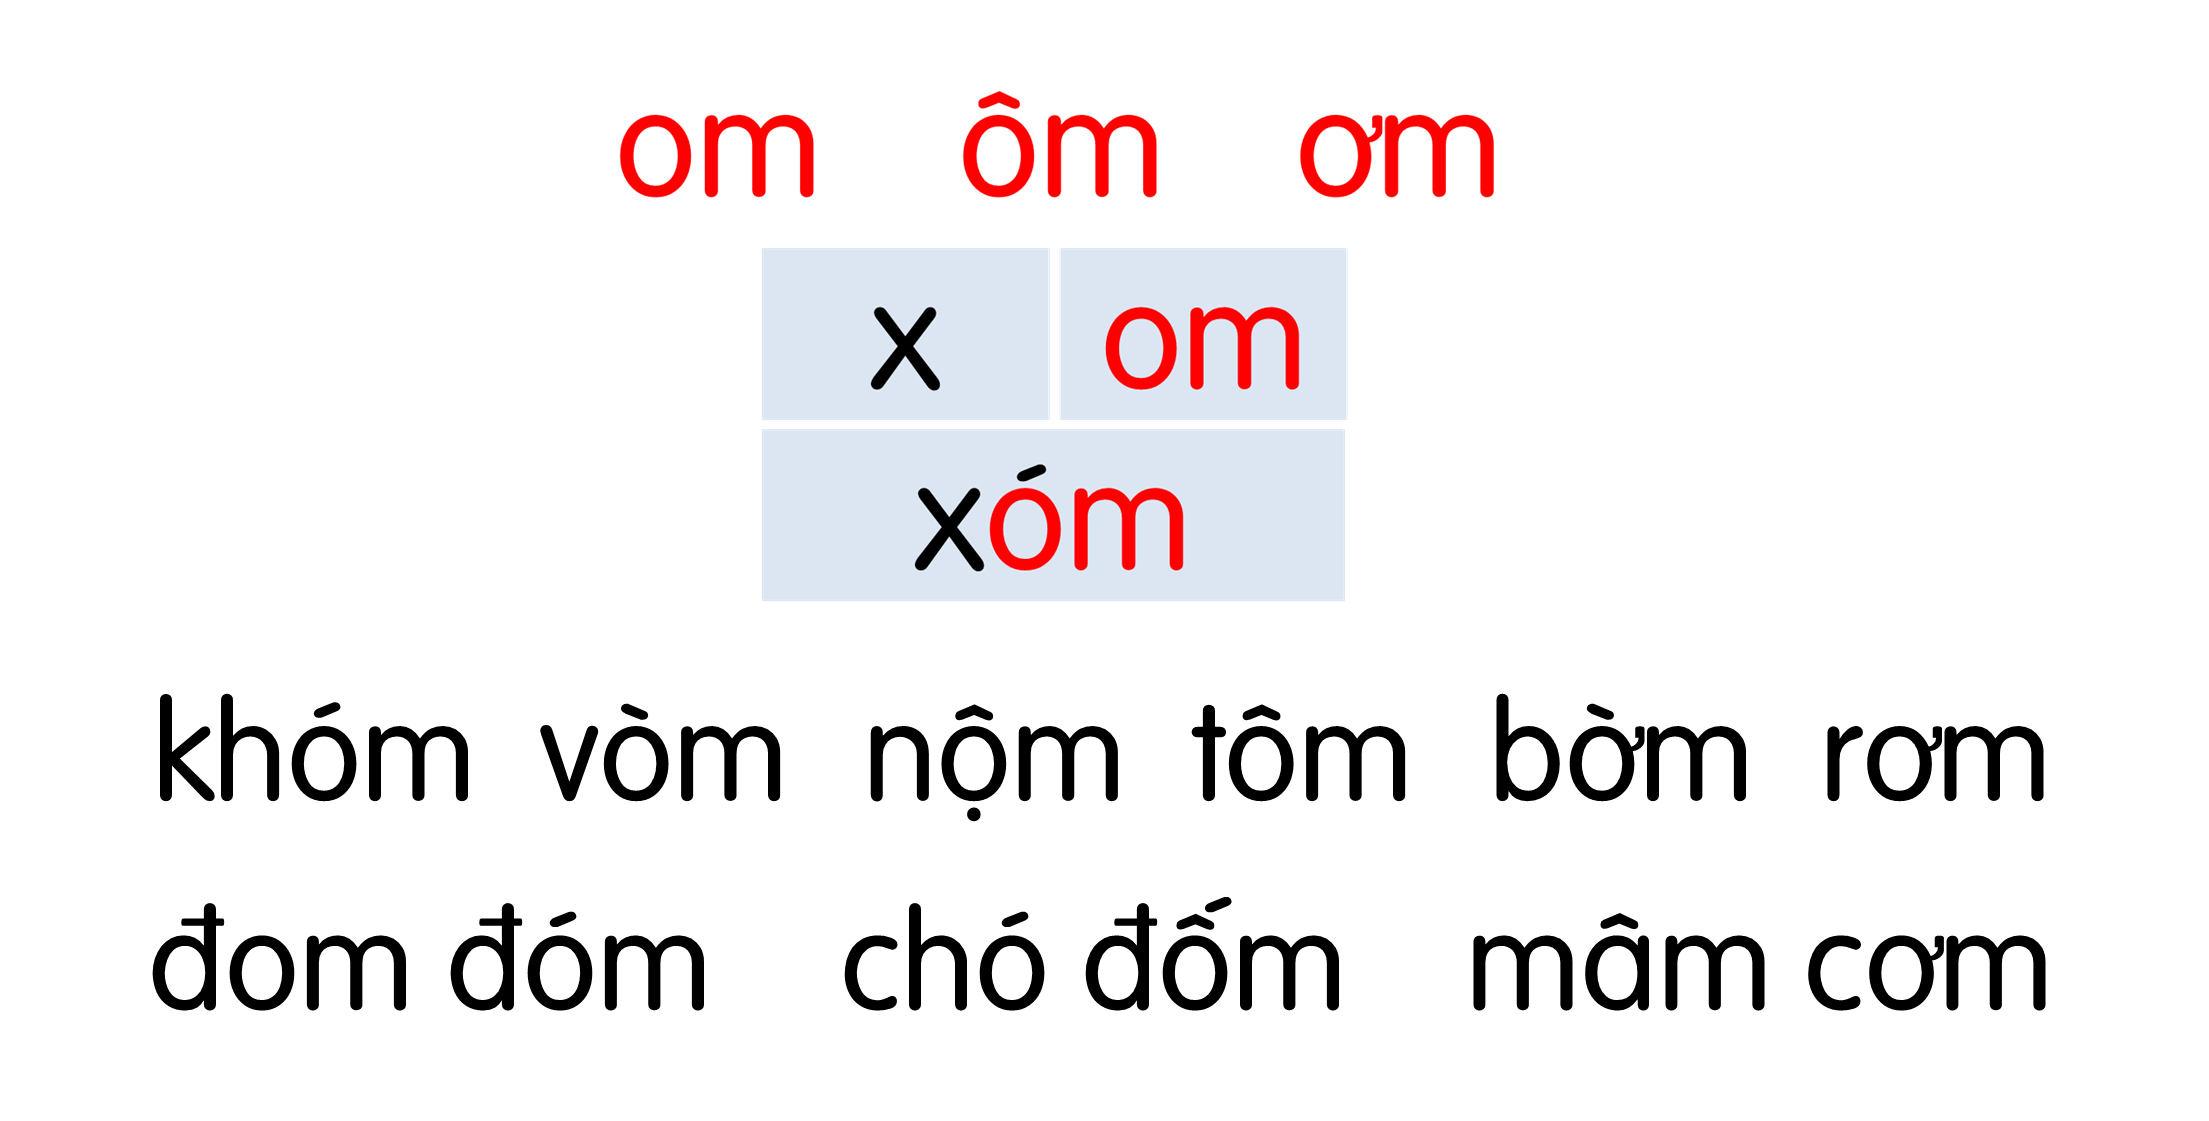 om ôm ơm
x om
xóm
khóm vòm nộm tôm bờm rơm
đom đóm chó đốm mâm cơm